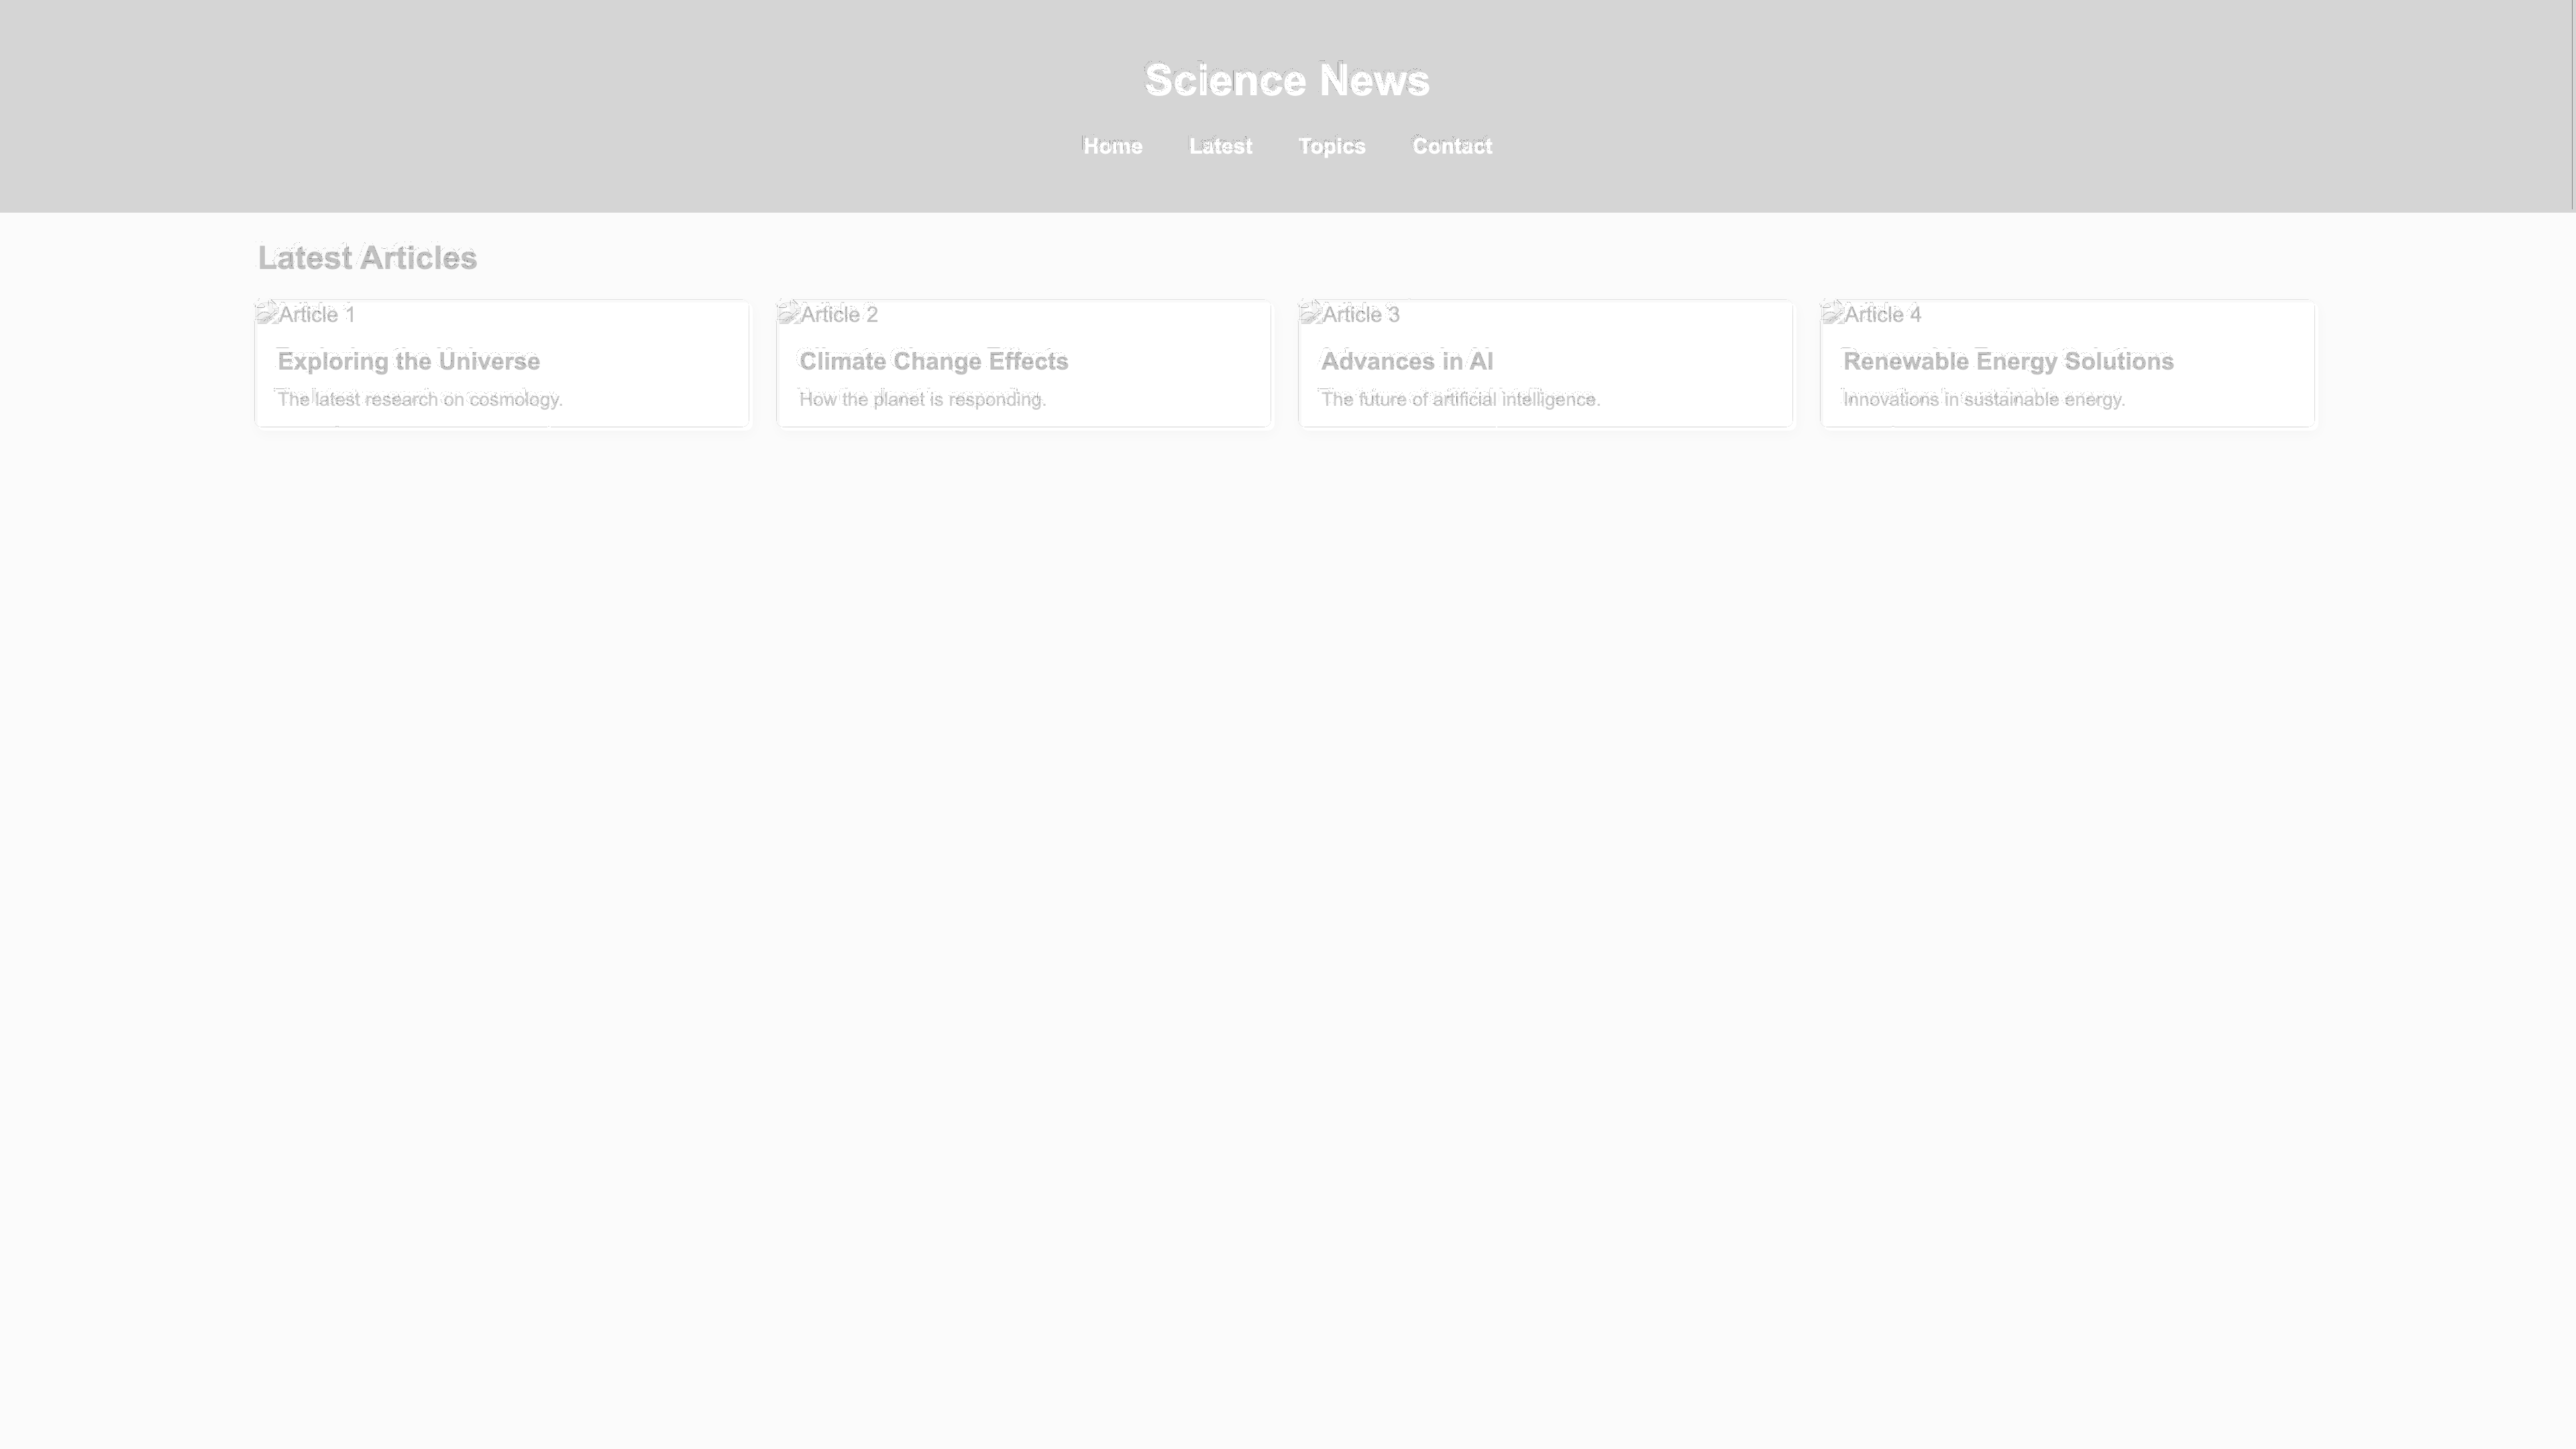 Science News
Home Latest Topics Contact
Latest Articles
Article 1
Exploring the Universe
The latest research on cosmology.
Article 2
Climate Change Effects
How the planet is responding.
Article 3
Advances in AI
The future of artificial intelligence.
Article 4
Renewable Energy Solutions
Innovations in sustainable energy.